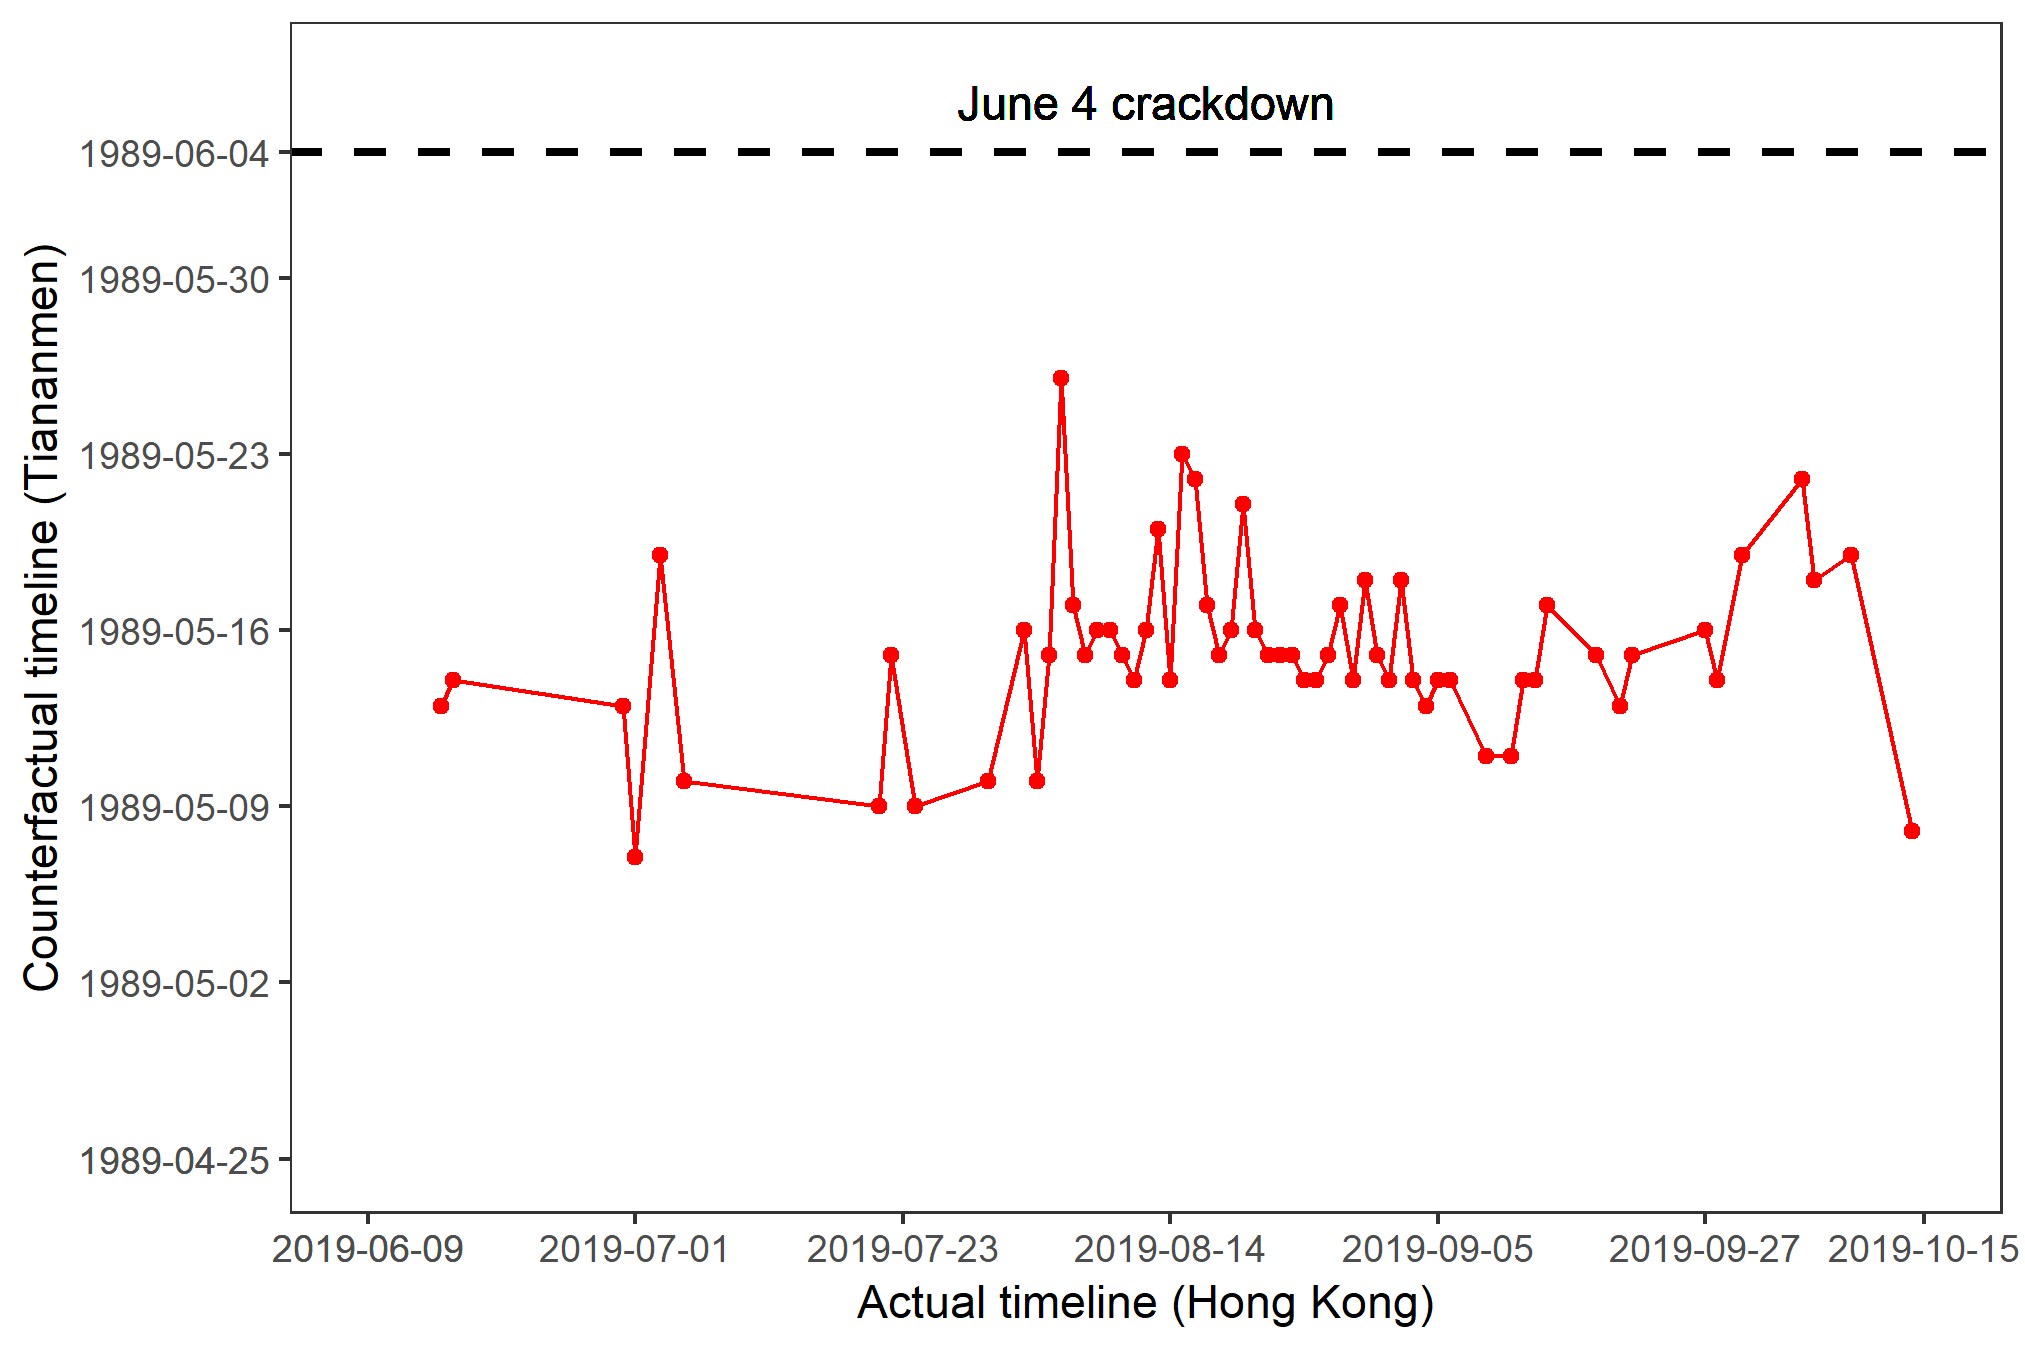 June 4 crackdown
1989-06-04
1989-05-30
1989-05-23
1989-05-16
1989-05-09
1989-05-02
1989-04-25
Counterfactual timeline (Tiananmen)
2019-06-09 2019-07-01 2019-07-23 2019-08-14 2019-09-05 2019-09-27 2019-10-15
Actual timeline (Hong Kong)